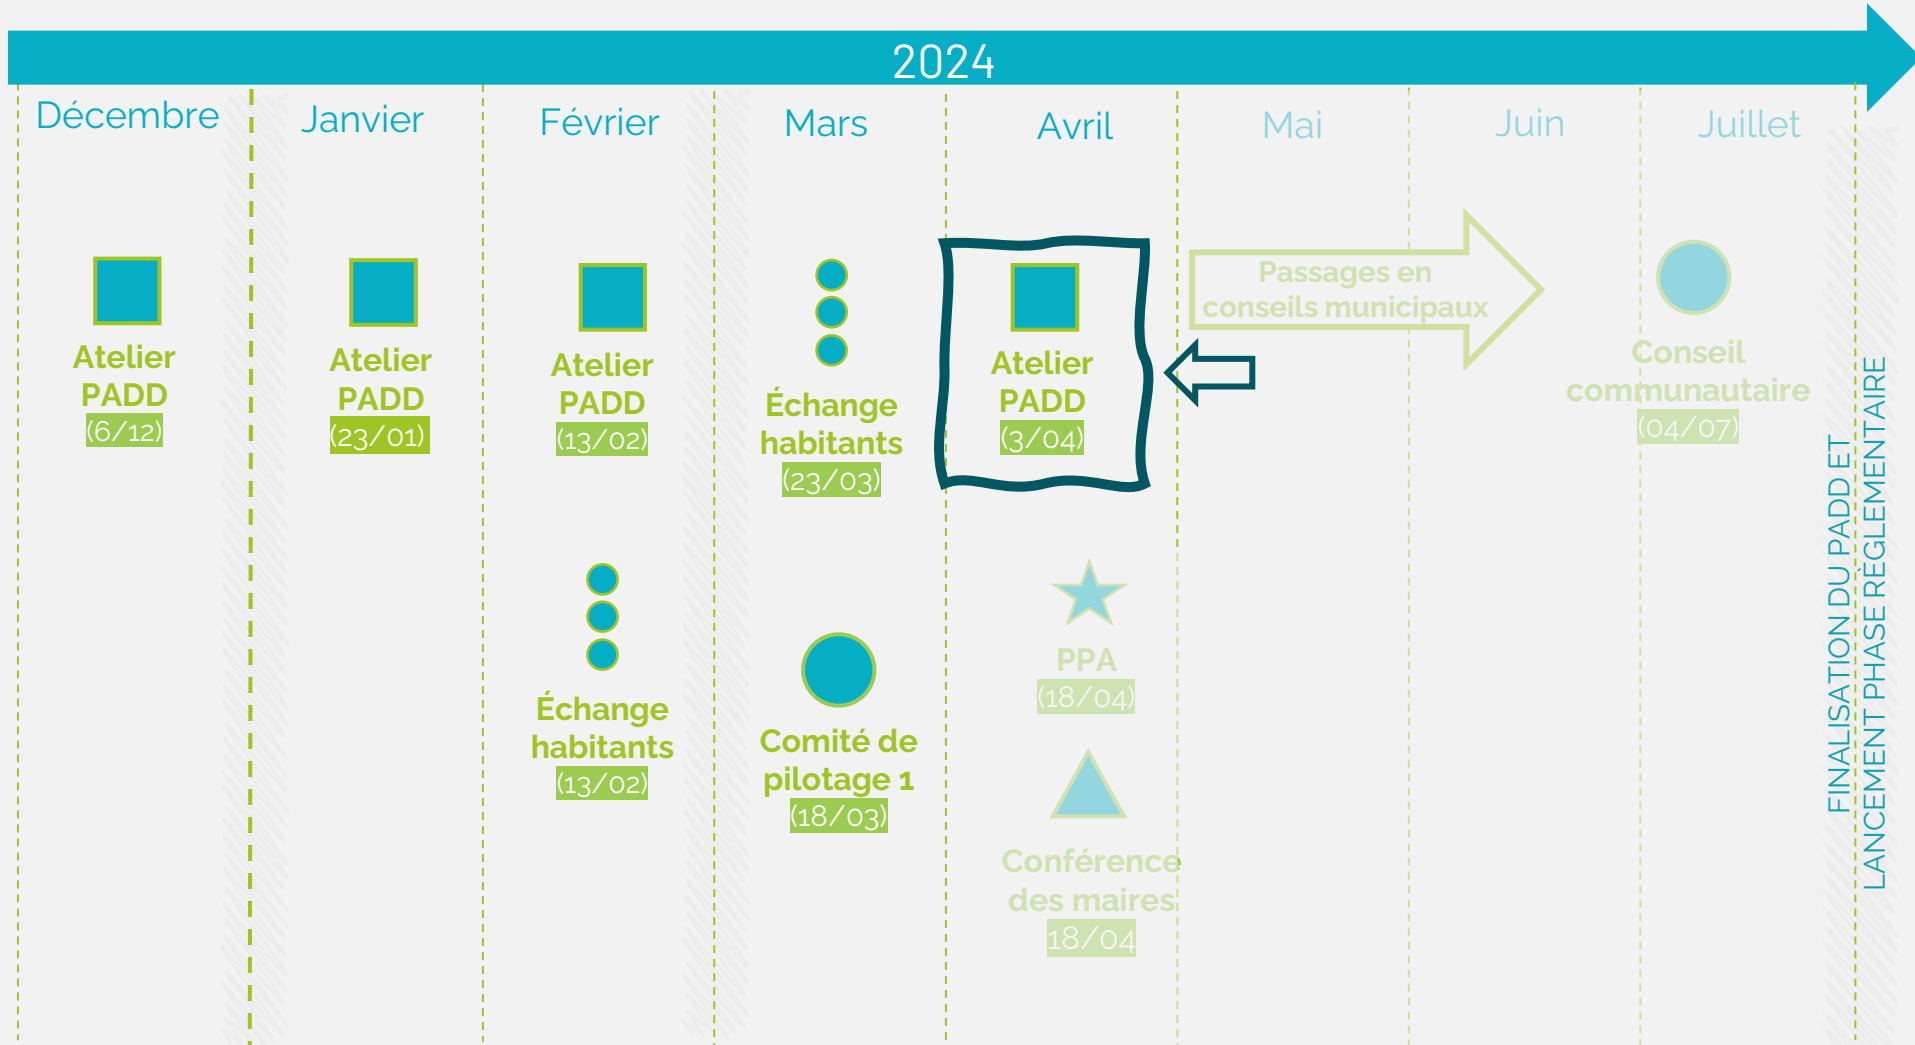 2024
Décembre
Janvier
Février
Mars
Avril
Mai
Juin
Juillet
Atelier
PADD
(6/12)
Atelier
PADD
(23/01)
Atelier
PADD
(13/02)
Échange
habitants
(13/02)
Échange
habitants
(23/03)
Comité de
pilotage 1
(18/03)
Atelier
PADD
(3/04)
PPA
(18/04)
Conférence
des maires
18/04
Passages en
conseils municipaux
Conseil
communautaire
(04/07)
FINALISATION DU PADD ET
LANCEMENT PHASE RÈGLEMENTAIRE